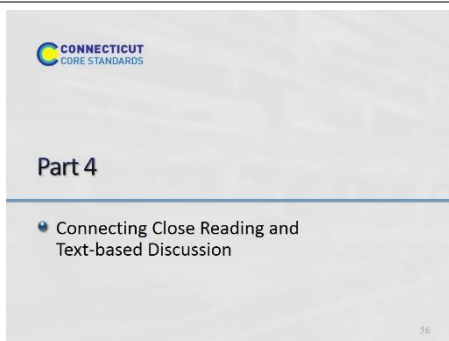 CONNECTICUT
CORE STANDARDS
Part 4
Connecting Close Reading and
Text-based Discussion
56